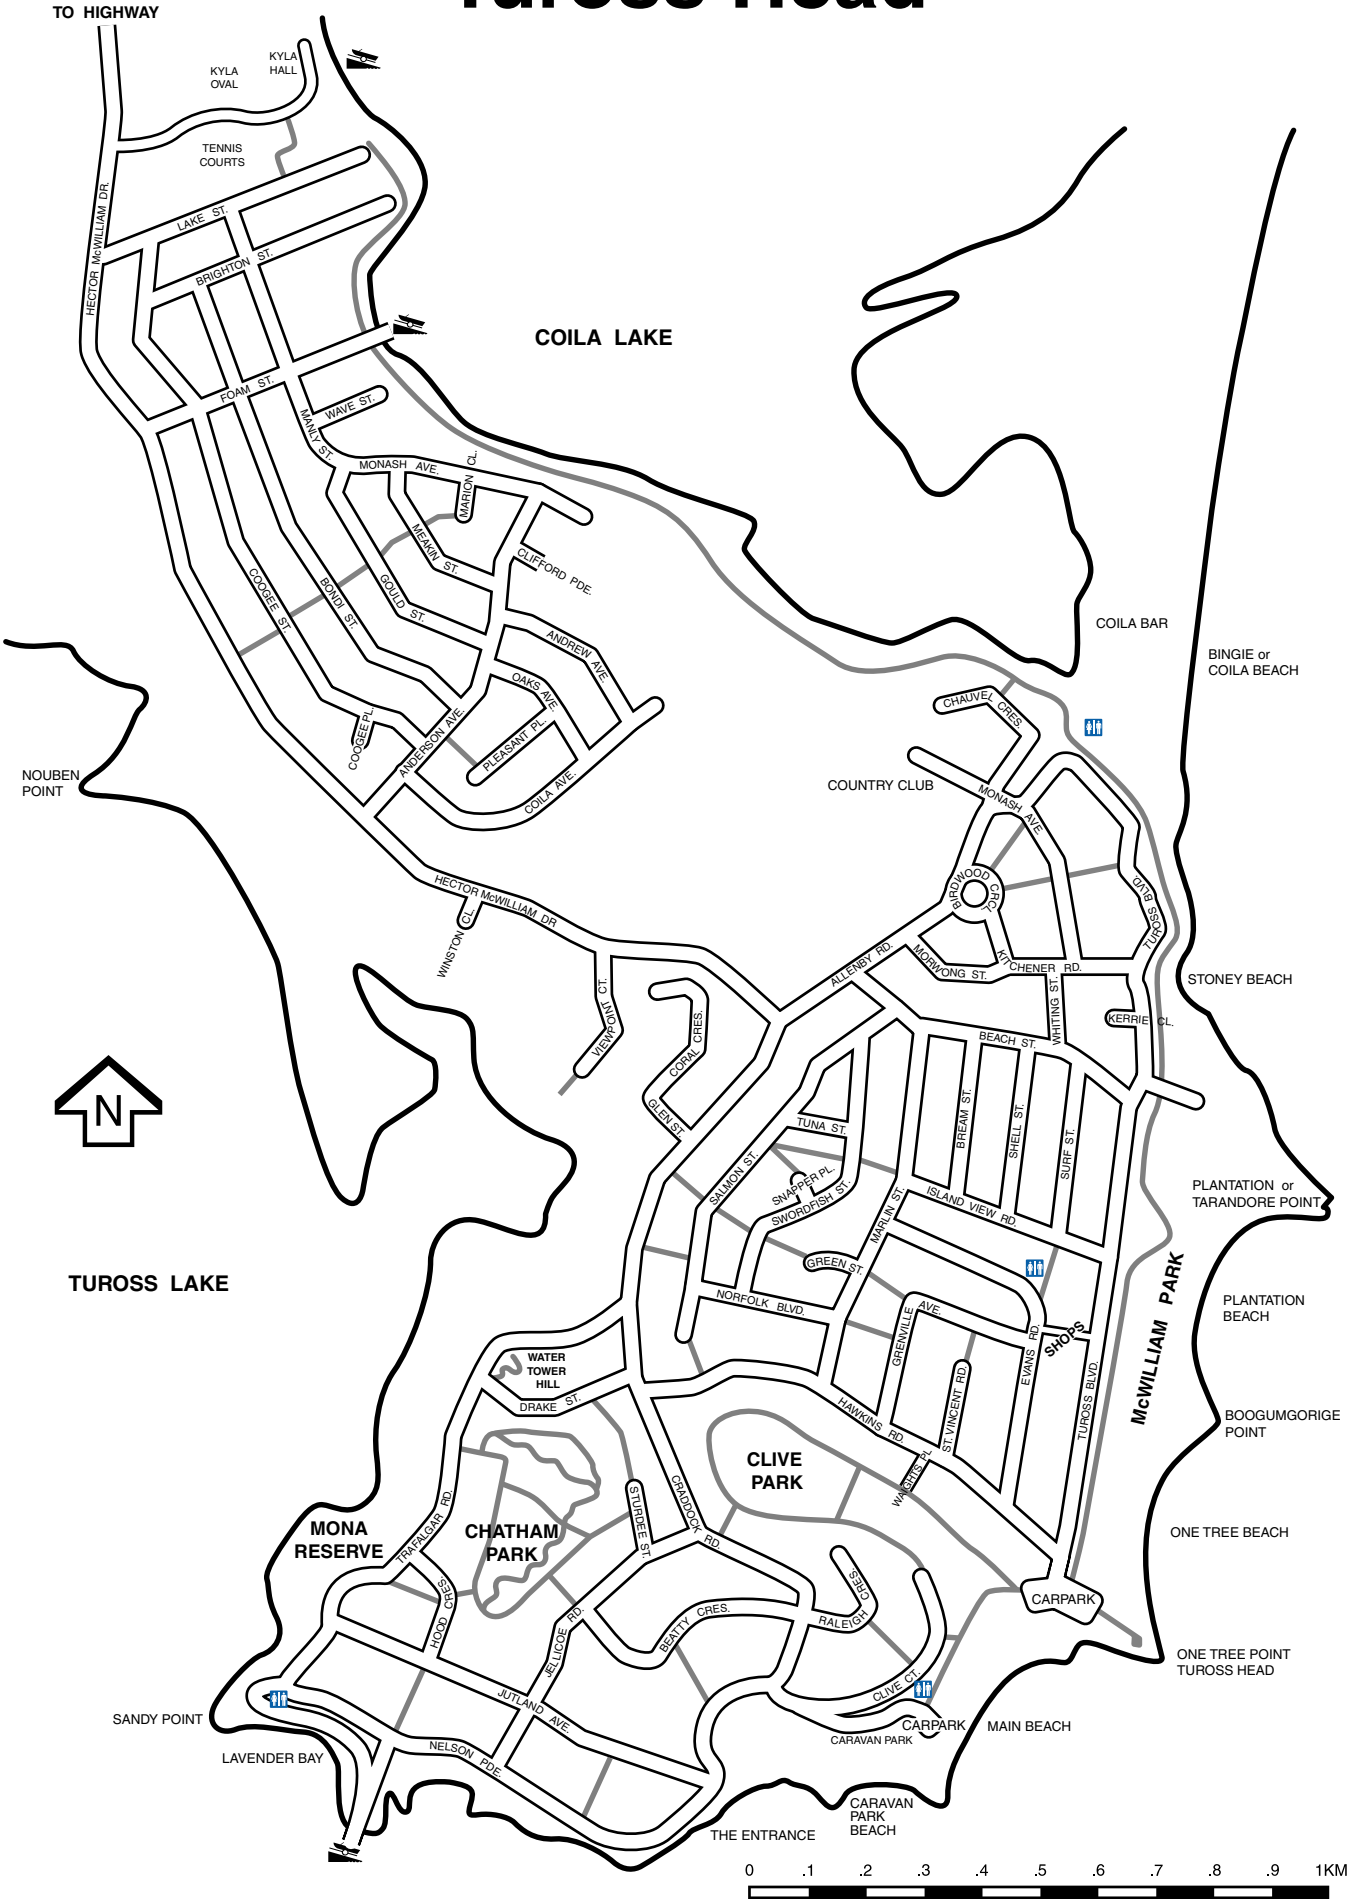 Tuross Head
TO HIGHWAY
KYLA
OVAL
KYLA
HALL
TENNIS
COURTS
HECTOR McWILLIAM DR.
LAKE ST.
BRIGHTON ST.
COILA LAKE
FOAM ST.
WAVE ST.
MANLY ST.
MONASH AVE.
MARION CL.
MEAKIN ST.
CLIFFORD PDE.
GOULD ST.
BONDI ST.
COOGEE ST.
ANDREW AVE.
OAKS AVE.
PLEASANT PL.
COOGEE PL.
ANDERSON AVE.
COILA AVE.
COILA BAR
BINGIE or
COILA BEACH
NOUBEN
POINT
CHAUVEL CRES.
COUNTRY CLUB
MONASH AVE.
BIRDWOOD CRCL.
TUROSS BLVD.
HECTOR McWILLIAM DR
WINSTON CL.
VIEWPOINT CT.
ALLENBY RD.
MORWONG ST.
KITCHENER RD.
STONEY BEACH
WHITING ST.
KERRIE CL.
BEACH ST.
CORAL CRES.
GLEN ST.
N
TUNA ST.
BREAM ST.
SHELL ST.
SURF ST.
SALMON ST.
SNAPPER PL.
SWORDFISH ST.
MARLIN ST.
ISLAND VIEW RD.
PLANTATION or
TARANDORE POINT
TUROSS LAKE
GREEN ST.
NORFOLK BLVD.
McWILLIAM PARK
PLANTATION
BEACH
GRENVILLE AVE.
EVANS RD.
SHOPS
WATER
TOWER
HILL
DRAKE ST.
ST. VINCENT RD.
TUROSS BLVD.
HAWKINS RD.
BOOGUMGORIGE
POINT
CLIVE
PARK
WAIGHTS PL
CRADDOCK RD.
STURDEE ST.
TRAFALGAR RD.
MONA
RESERVE
CHATHAM
PARK
ONE TREE BEACH
HOOD CRES.
CARPARK
RALEIGH CRES.
BEATTY CRES.
JELLICOE RD.
ONE TREE POINT
TUROSS HEAD
CLIVE CT.
JUTLAND AVE.
SANDY POINT
CARPARK
MAIN BEACH
CARAVAN PARK
LAVENDER BAY
NELSON PDE.
CARAVAN
PARK
BEACH
THE ENTRANCE
0 .1 .2 .3 .4 .5 .6 .7 .8 .9 1KM